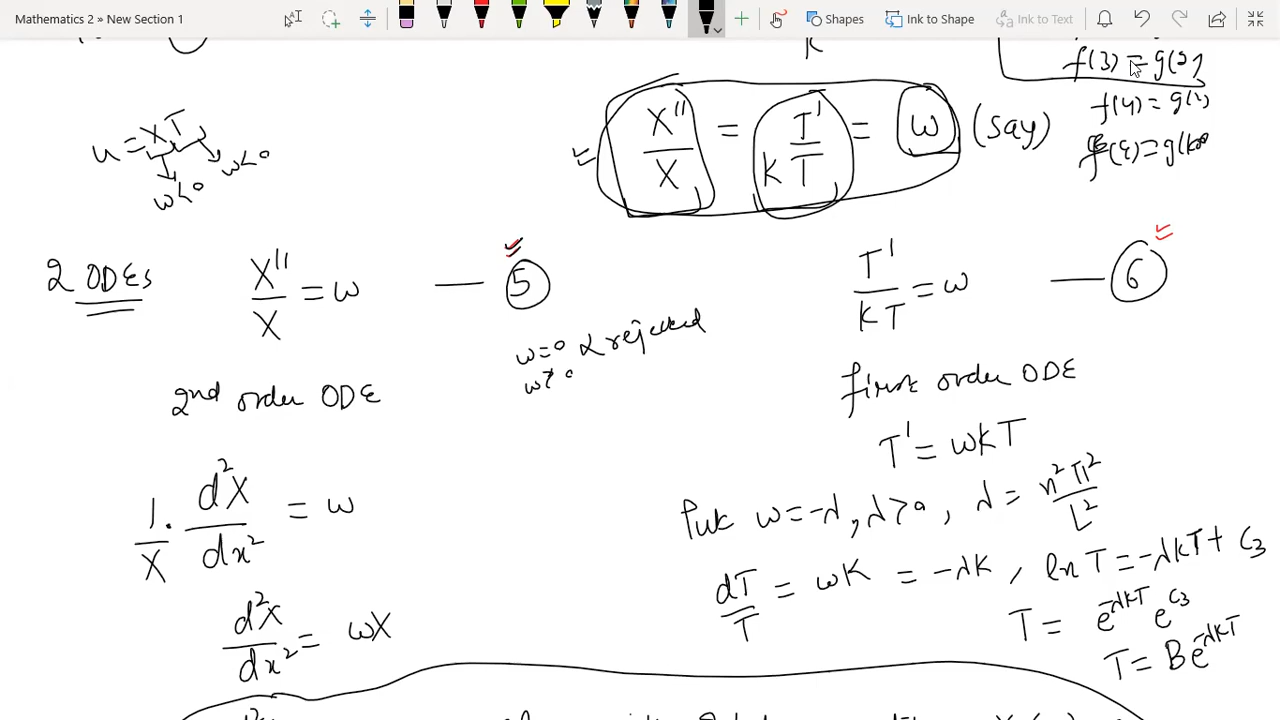 Mathematics 2 » New Section 1
Shapes
Ink to Shape
Ink to Text
k
f(3) = g(2)
f(4) = g(1)
u = XT
w<0
w<0
X''/X = T'/kT = w (say)
2 ODEs
X''/X = w — 5
T'/kT = w — 6
w=0 & rejected
w>0
2nd order ODE
first order ODE
T' = wkT
1/X . d²X/dx² = w
Put w = -λ, λ>0, λ = n²π²/L²
dT/T = wK = -λK, ln T = -λkT + C3
d²X/dx² = wX
T = e^-λkT e^C3
T = Be^-λkT